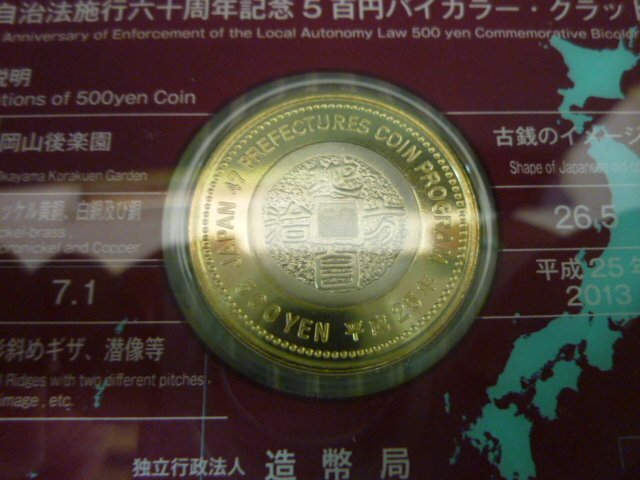 自治法施行六十周年記念5百円バイカラー・クラッ
Anniversary of Enforcement of the Local Autonomy Law 500 yen Commemorative Bicolor
説明
tions of 500yen Coin
岡山後楽園
kayama Korakuen Garden
古銭のイメージ
Shape of Japanese old
ッケル黄銅、白銅及び銅
ickel-brass,
upronickel and Copper
26.5
7.1
平成25年
2013
斜めギザ、潜像等
l Ridges with two different pitches,
image, etc.
JAPAN 47 PREFECTURES COIN PROGRAM
500 YEN 平成25年
独立行政法人 造幣局